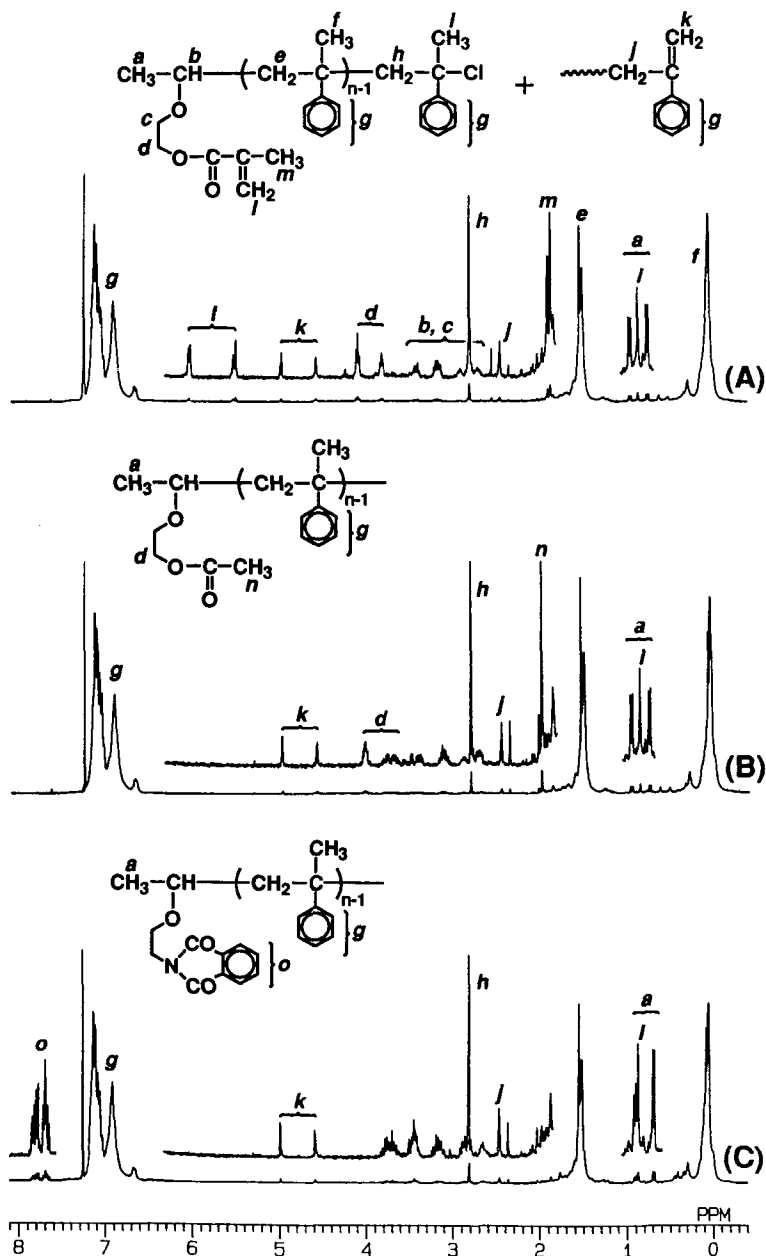 f
l
k
a b e CH3 h CH3 j CH2
CH3–CH–(CH2–C)n-1–CH2–C–Cl + CH2–C
c O }g }g }g
d O–C–C–CH3
O CH2 m
l
g l k d b, c h j m e a i f
(A)
CH3
a
CH3–CH–(CH2–C)n-1
O }g
d O–C–CH3
O n
g k d h j n a i
(B)
CH3
a
CH3–CH–(CH2–C)n-1
O }g
CO
N }o
CO
o g k h j a i
(C)
PPM
8 7 6 5 4 3 2 1 0